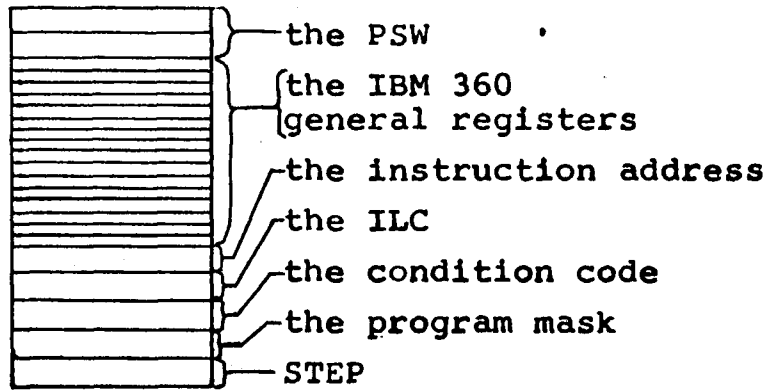 the PSW
the IBM 360
general registers
the instruction address
the ILC
the condition code
the program mask
STEP